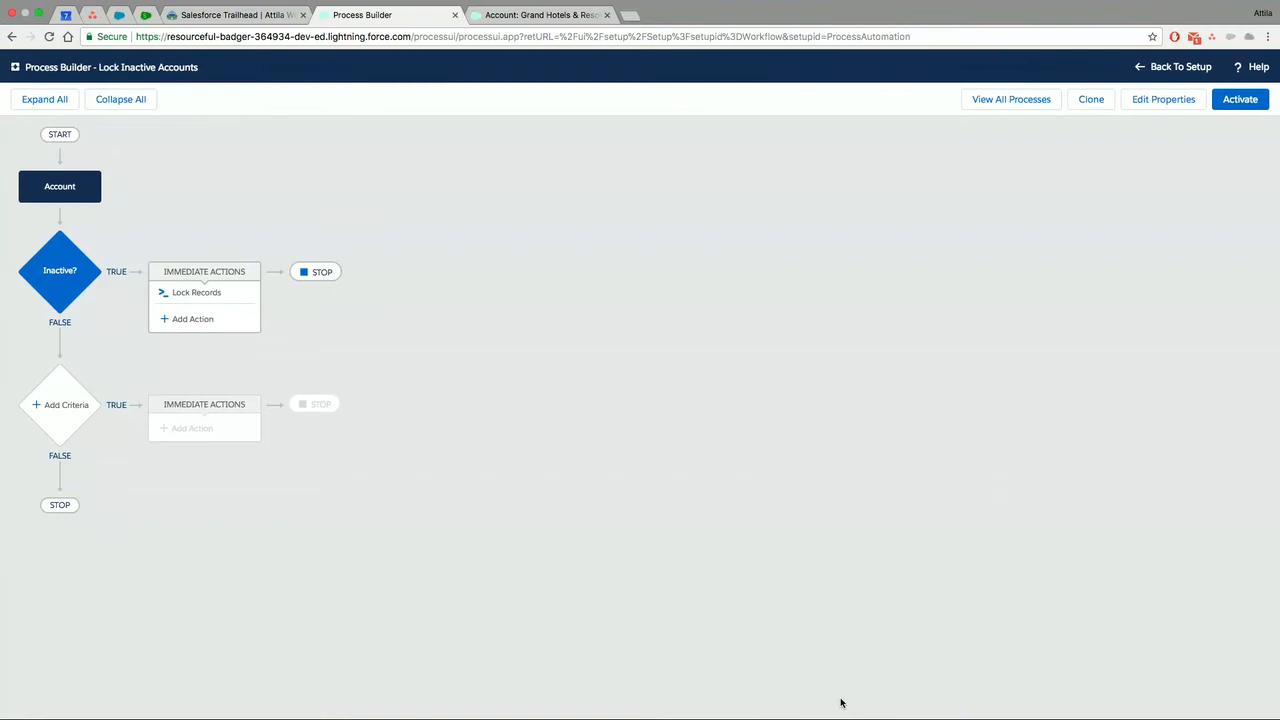 7
Salesforce Trailhead | Attila W
Process Builder
Account: Grand Hotels & Reso
Attila
Secure
https://resourceful-badger-364934-dev-ed.lightning.force.com/processui/processui.app?retURL=%2Fui%2Fsetup%2FSetup%3Fsetupid%3DWorkflow&setupid=ProcessAutomation
Process Builder - Lock Inactive Accounts
Back To Setup
? Help
Expand All
Collapse All
View All Processes
Clone
Edit Properties
Activate
START
Account
Inactive?
TRUE
IMMEDIATE ACTIONS
STOP
Lock Records
+ Add Action
FALSE
+ Add Criteria
TRUE
IMMEDIATE ACTIONS
STOP
+ Add Action
FALSE
STOP